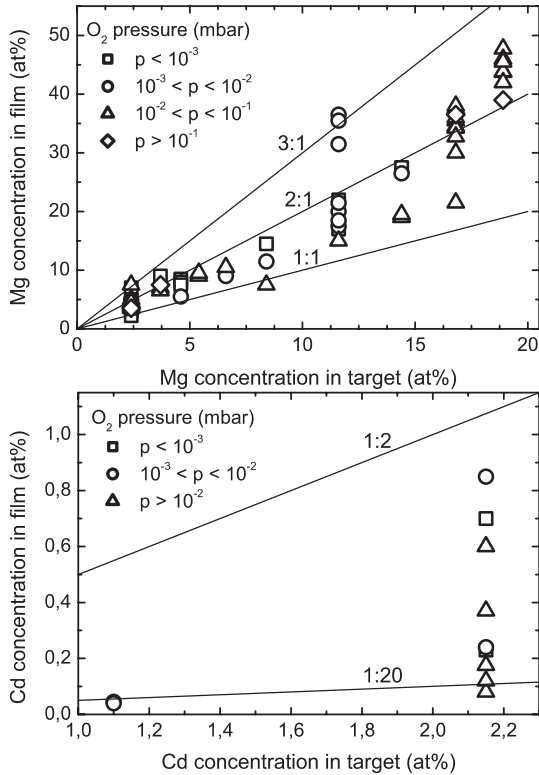 O₂ pressure (mbar)
p < 10⁻³
10⁻³ < p < 10⁻²
10⁻² < p < 10⁻¹
p > 10⁻¹
3:1
2:1
1:1
50
40
30
20
10
0
0
5
10
15
20
Mg concentration in film (at%)
Mg concentration in target (at%)
O₂ pressure (mbar)
p < 10⁻³
10⁻³ < p < 10⁻²
p > 10⁻²
1:2
1:20
1,0
0,8
0,6
0,4
0,2
0,0
1,0
1,2
1,4
1,6
1,8
2,0
2,2
Cd concentration in film (at%)
Cd concentration in target (at%)